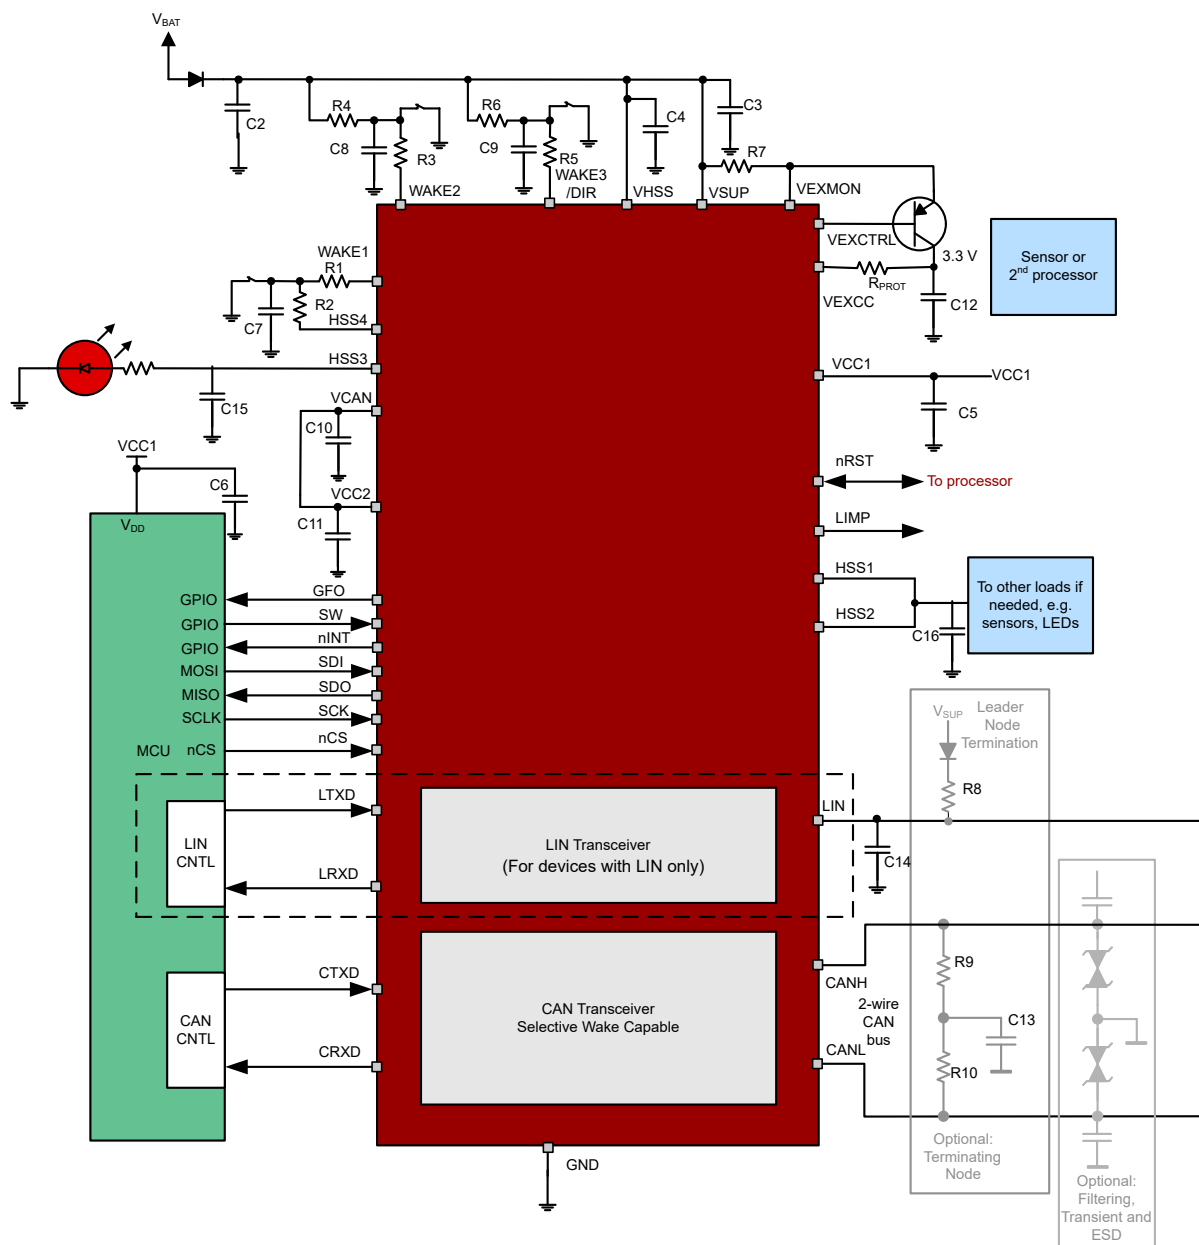 VBAT
C2
R4
C8
R3
WAKE2
R6
C9
R5
WAKE3
/DIR
C4
VHSS
C3
R7
VSUP
VEXMON
VEXCTRL
3.3 V
RPROT
VEXCC
C12
Sensor or
2nd processor
WAKE1
R1
R2
C7
HSS4
HSS3
C15
VCAN
C10
VCC2
C11
VCC1
VCC1
C5
nRST
To processor
LIMP
HSS1
HSS2
C16
To other loads if
needed, e.g.
sensors, LEDs
VCC1
C6
VDD
GPIO
GFO
GPIO
SW
GPIO
nINT
MOSI
SDI
MISO
SDO
SCLK
SCK
MCU
nCS
nCS
LIN
CNTL
LTXD
LRXD
LIN Transceiver
(For devices with LIN only)
LIN
C14
VSUP
Leader
Node
Termination
R8
CAN
CNTL
CTXD
CRXD
CAN Transceiver
Selective Wake Capable
CANH
2-wire
CAN
bus
CANL
R9
C13
R10
Optional:
Terminating
Node
Optional:
Filtering,
Transient and
ESD
GND